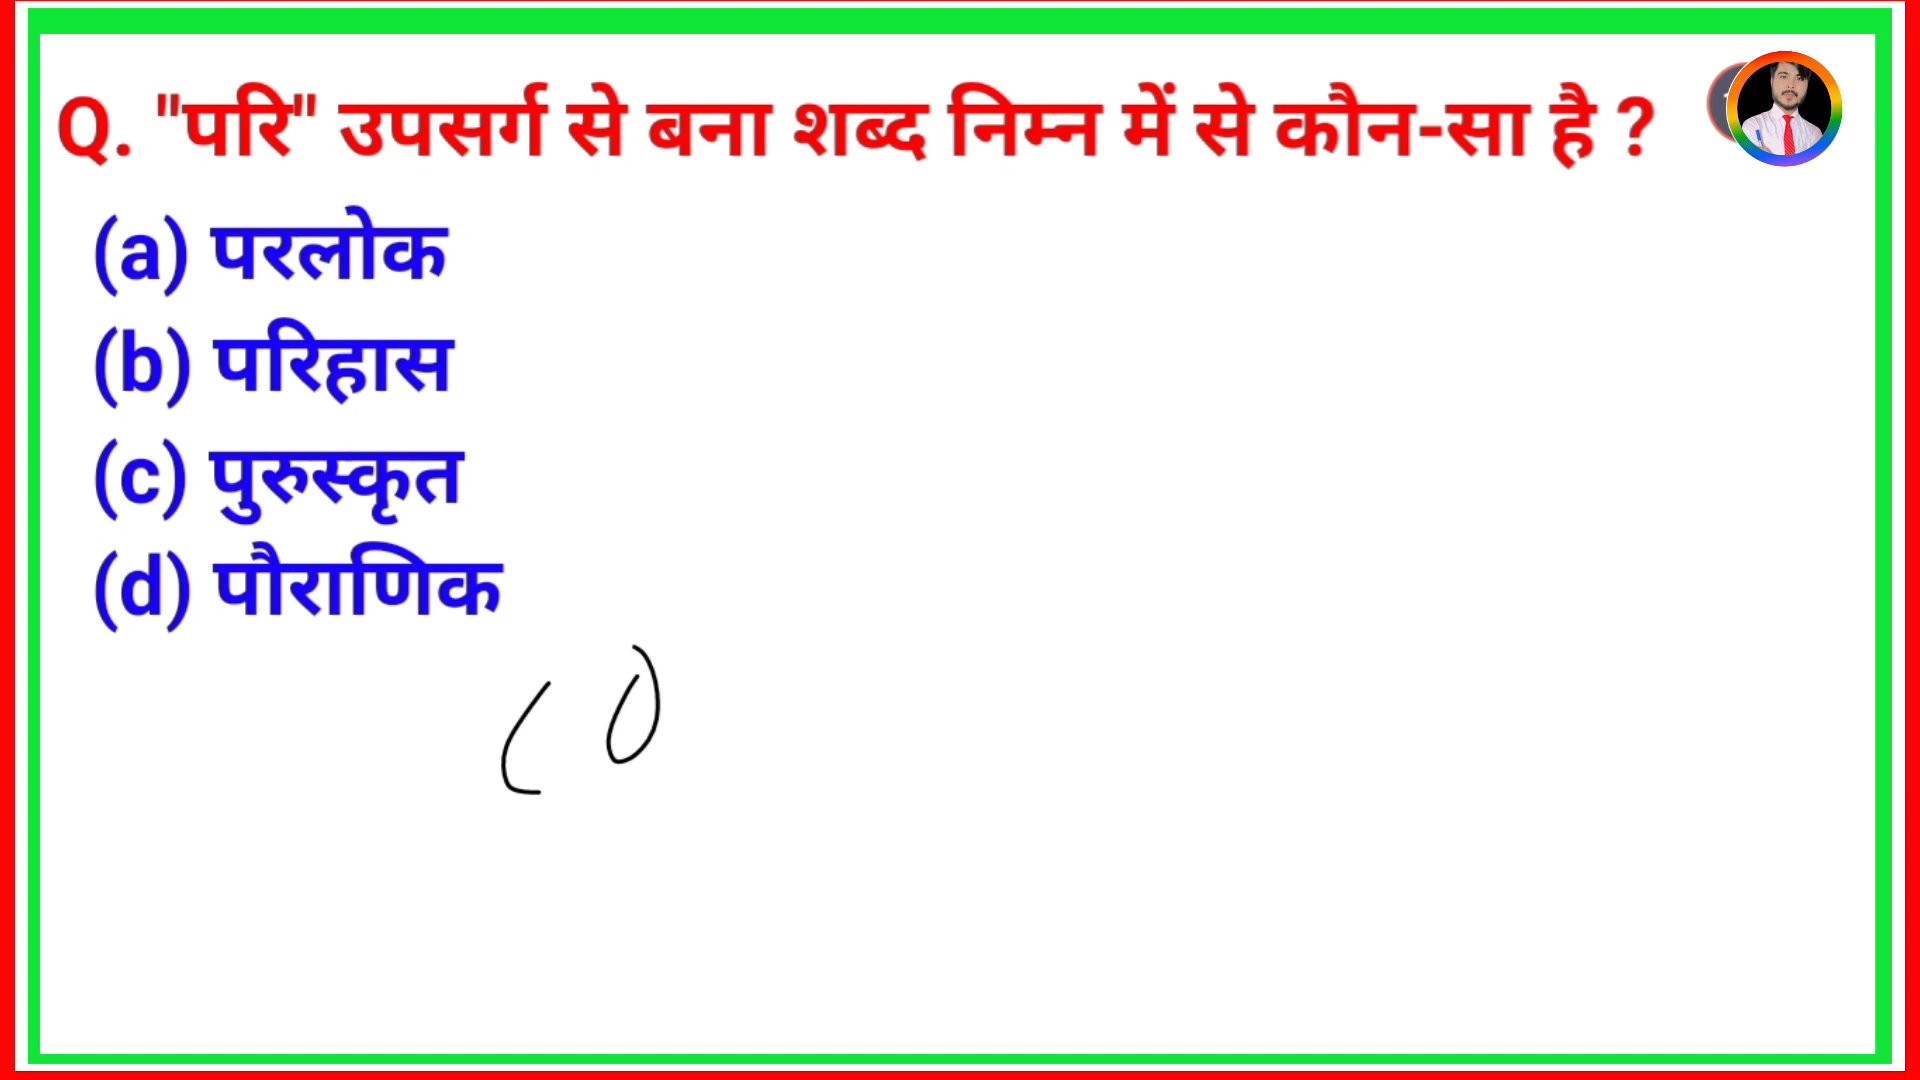 Q. "परि" उपसर्ग से बना शब्द निम्न में से कौन-सा है ?
(a) परलोक
(b) परिहास
(c) पुरुस्कृत
(d) पौराणिक